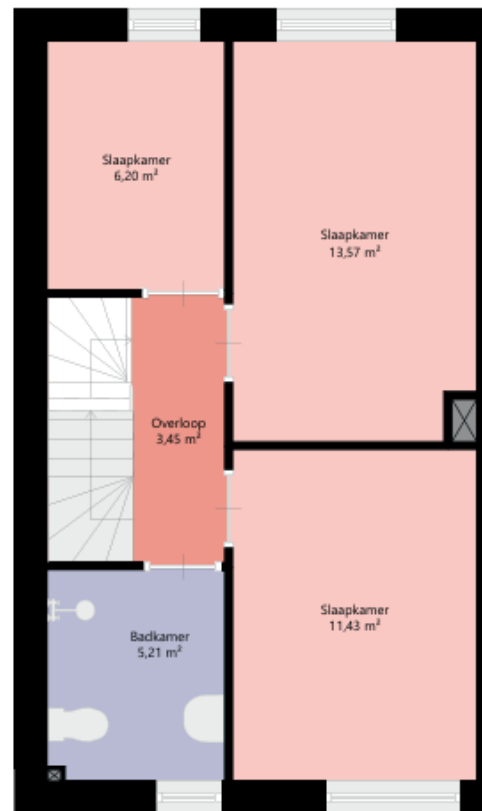 Slaapkamer
6,20 m²
Slaapkamer
13,57 m²
Overloop
3,45 m²
Slaapkamer
11,43 m²
Badkamer
5,21 m²